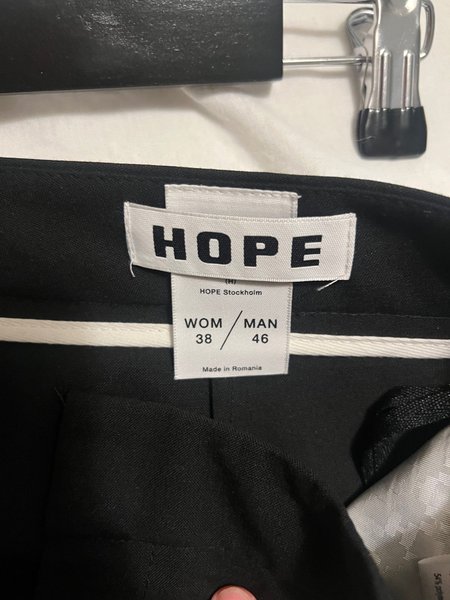 HOPE
(H)
HOPE Stockholm
WOM / MAN
38 46
Made in Romania